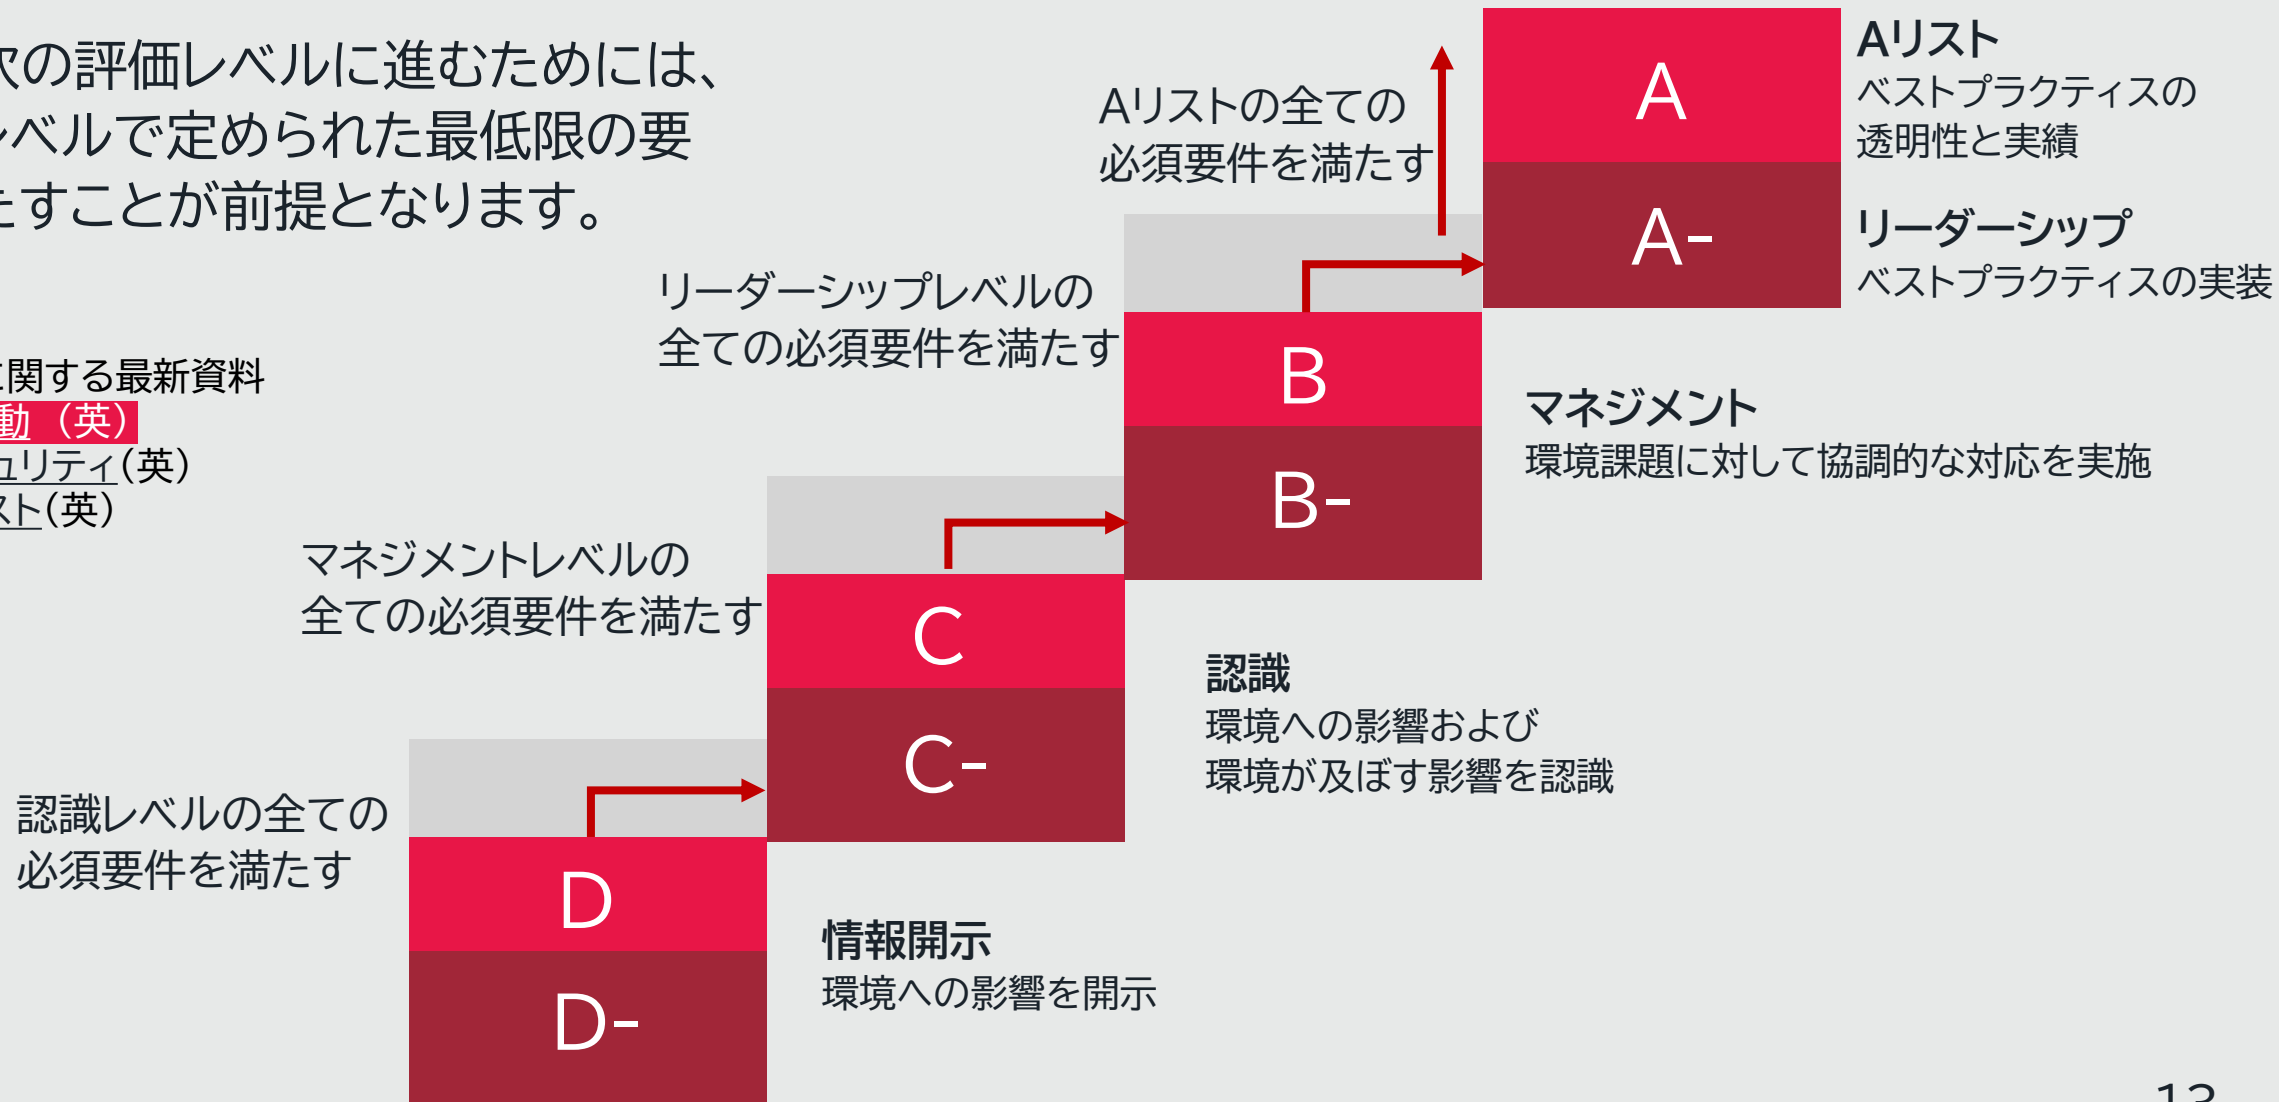 次の評価レベルに進むためには、
レベルで定められた最低限の要
たすことが前提となります。
に関する最新資料
動 (英)
ュリティ(英)
スト(英)
Aリストの全ての
必須要件を満たす
A
A-
Aリスト
ベストプラクティスの
透明性と実績
リーダーシップ
ベストプラクティスの実装
リーダーシップレベルの
全ての必須要件を満たす
B
B-
マネジメント
環境課題に対して協調的な対応を実施
マネジメントレベルの
全ての必須要件を満たす
C
C-
認識
環境への影響および
環境が及ぼす影響を認識
認識レベルの全ての
必須要件を満たす
D
D-
情報開示
環境への影響を開示